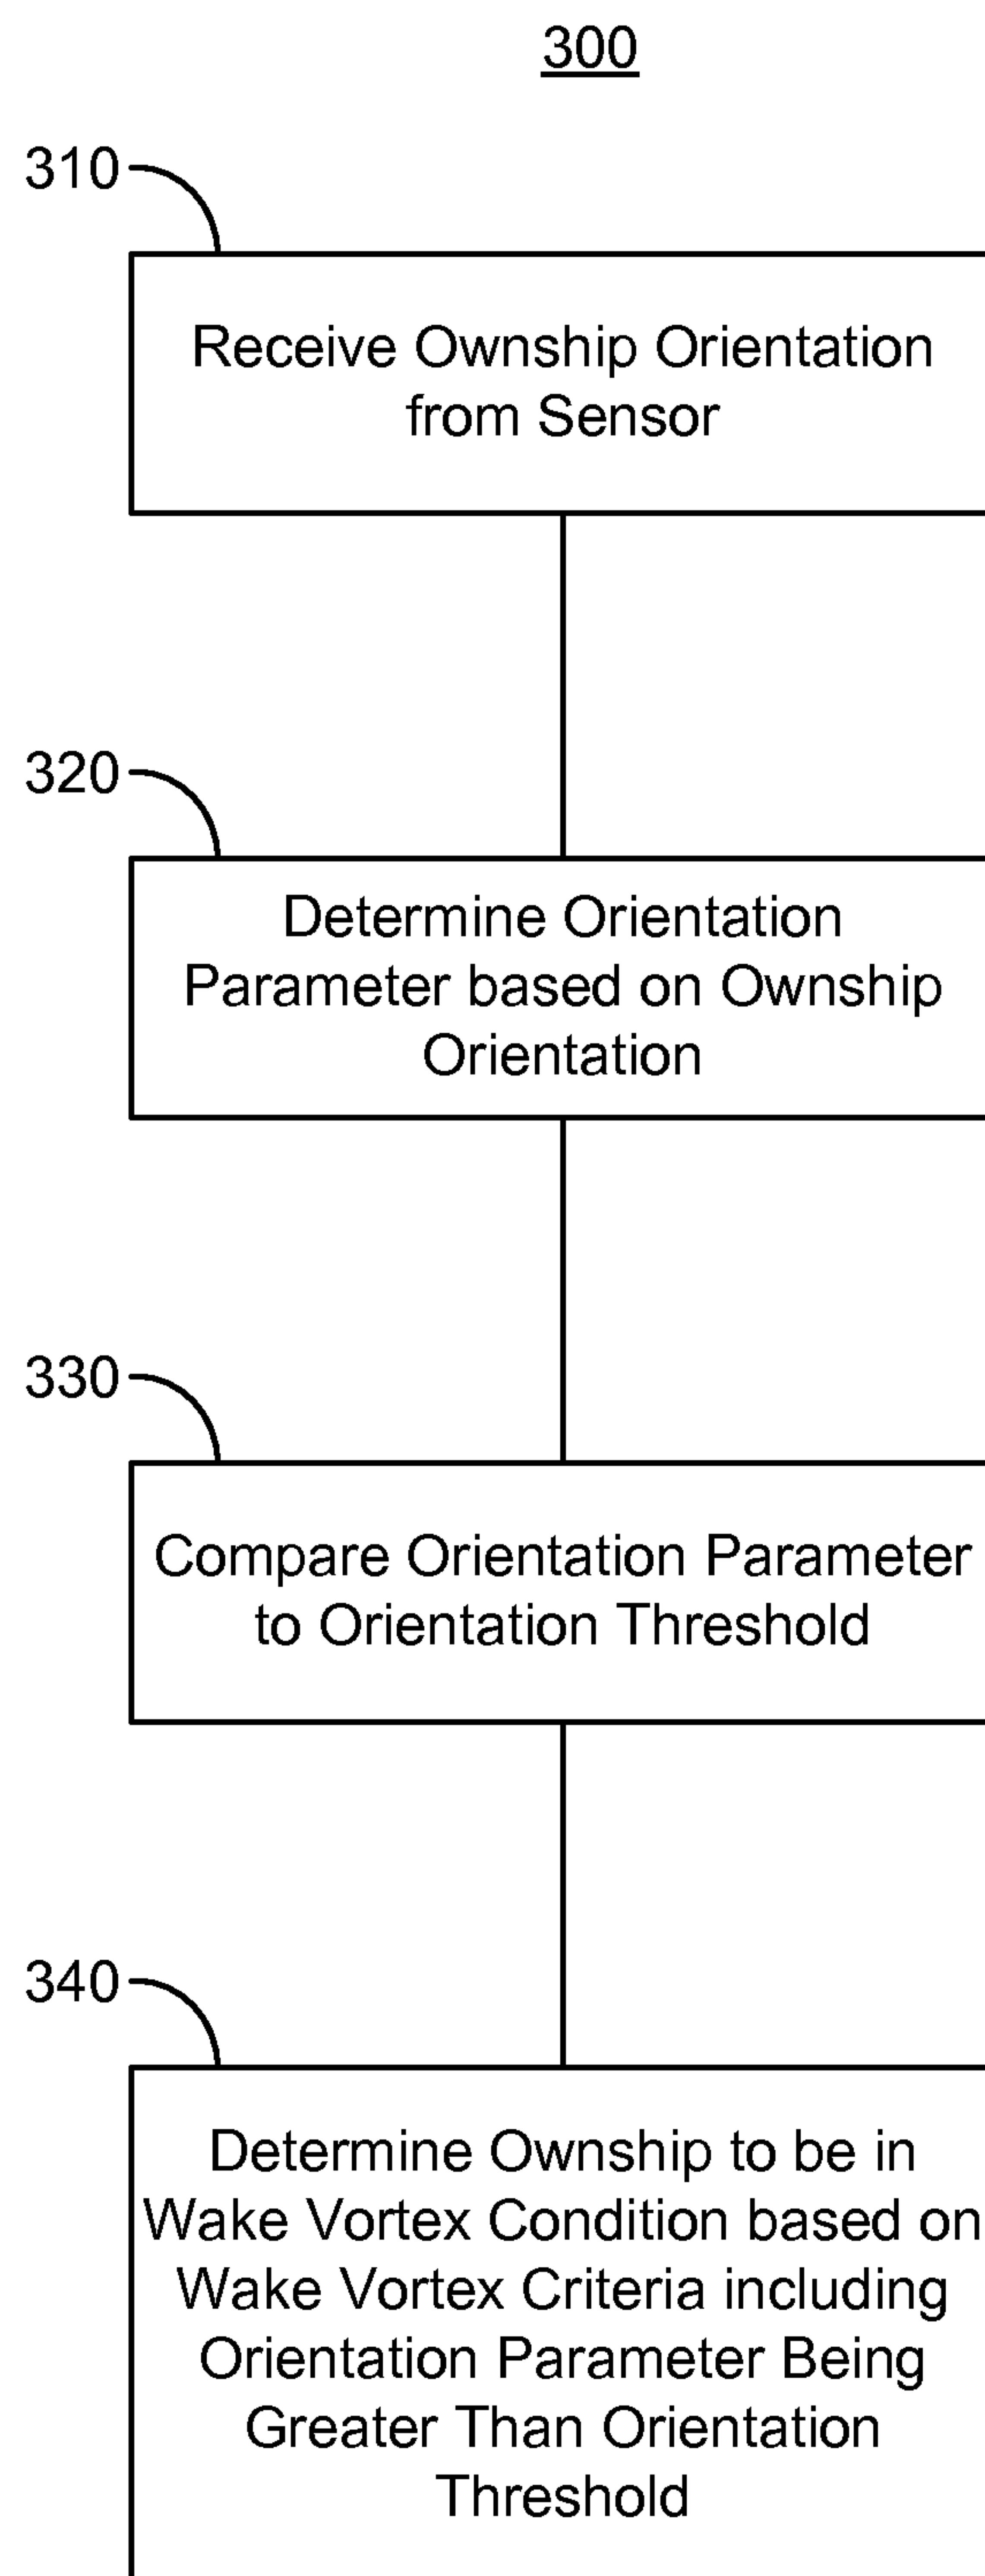 300
310
Receive Ownship Orientation
from Sensor
320
Determine Orientation
Parameter based on Ownship
Orientation
330
Compare Orientation Parameter
to Orientation Threshold
340
Determine Ownship to be in
Wake Vortex Condition based on
Wake Vortex Criteria including
Orientation Parameter Being
Greater Than Orientation
Threshold